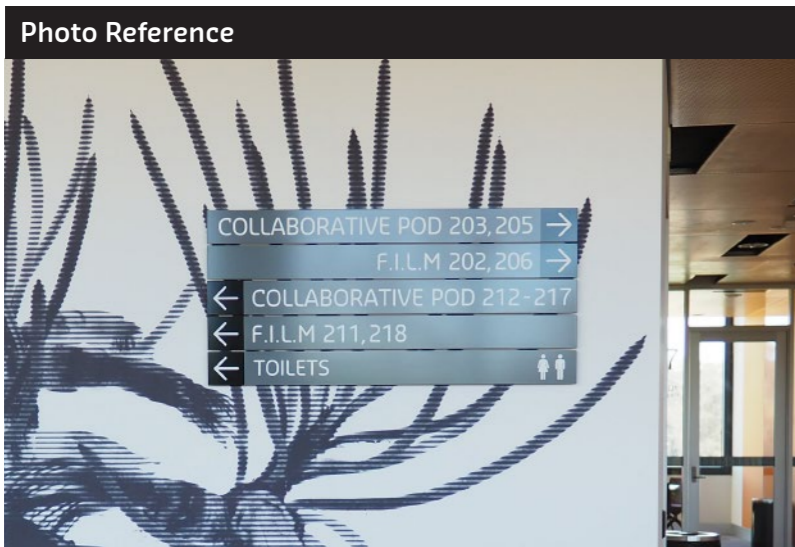 Photo Reference
COLLABORATIVE POD 203,205 →
F.I.L.M 202,206 →
← COLLABORATIVE POD 212-217
← F.I.L.M 211,218
← TOILETS